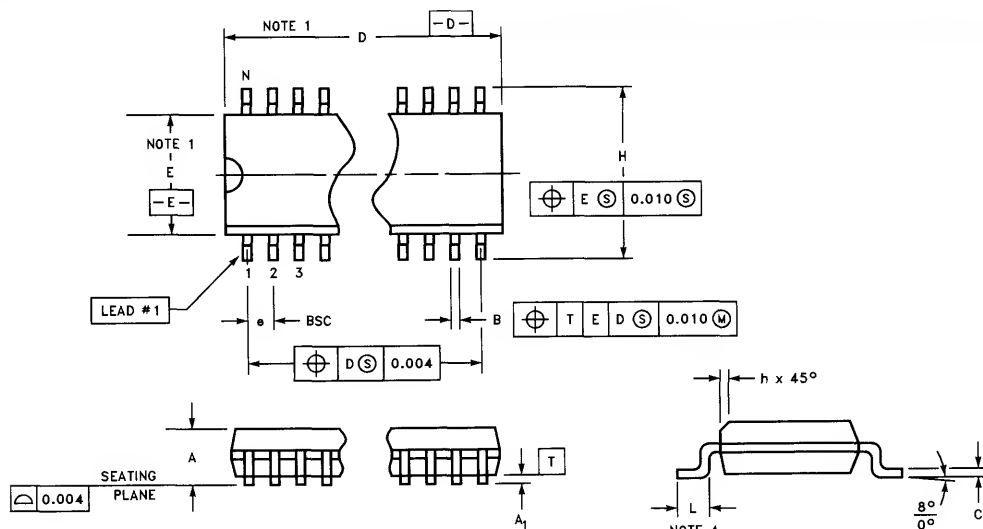 NOTE 1
D
-D-
N
NOTE 1
E
-E-
H
⌖ E Ⓢ 0.010 Ⓢ
1 2 3
LEAD #1
e BSC
B
⌖ T E D Ⓢ 0.010 Ⓜ
⌖ D Ⓢ 0.004
h x 45°
A
T
SEATING
PLANE
⌓ 0.004
A1
L
8°
0°
C